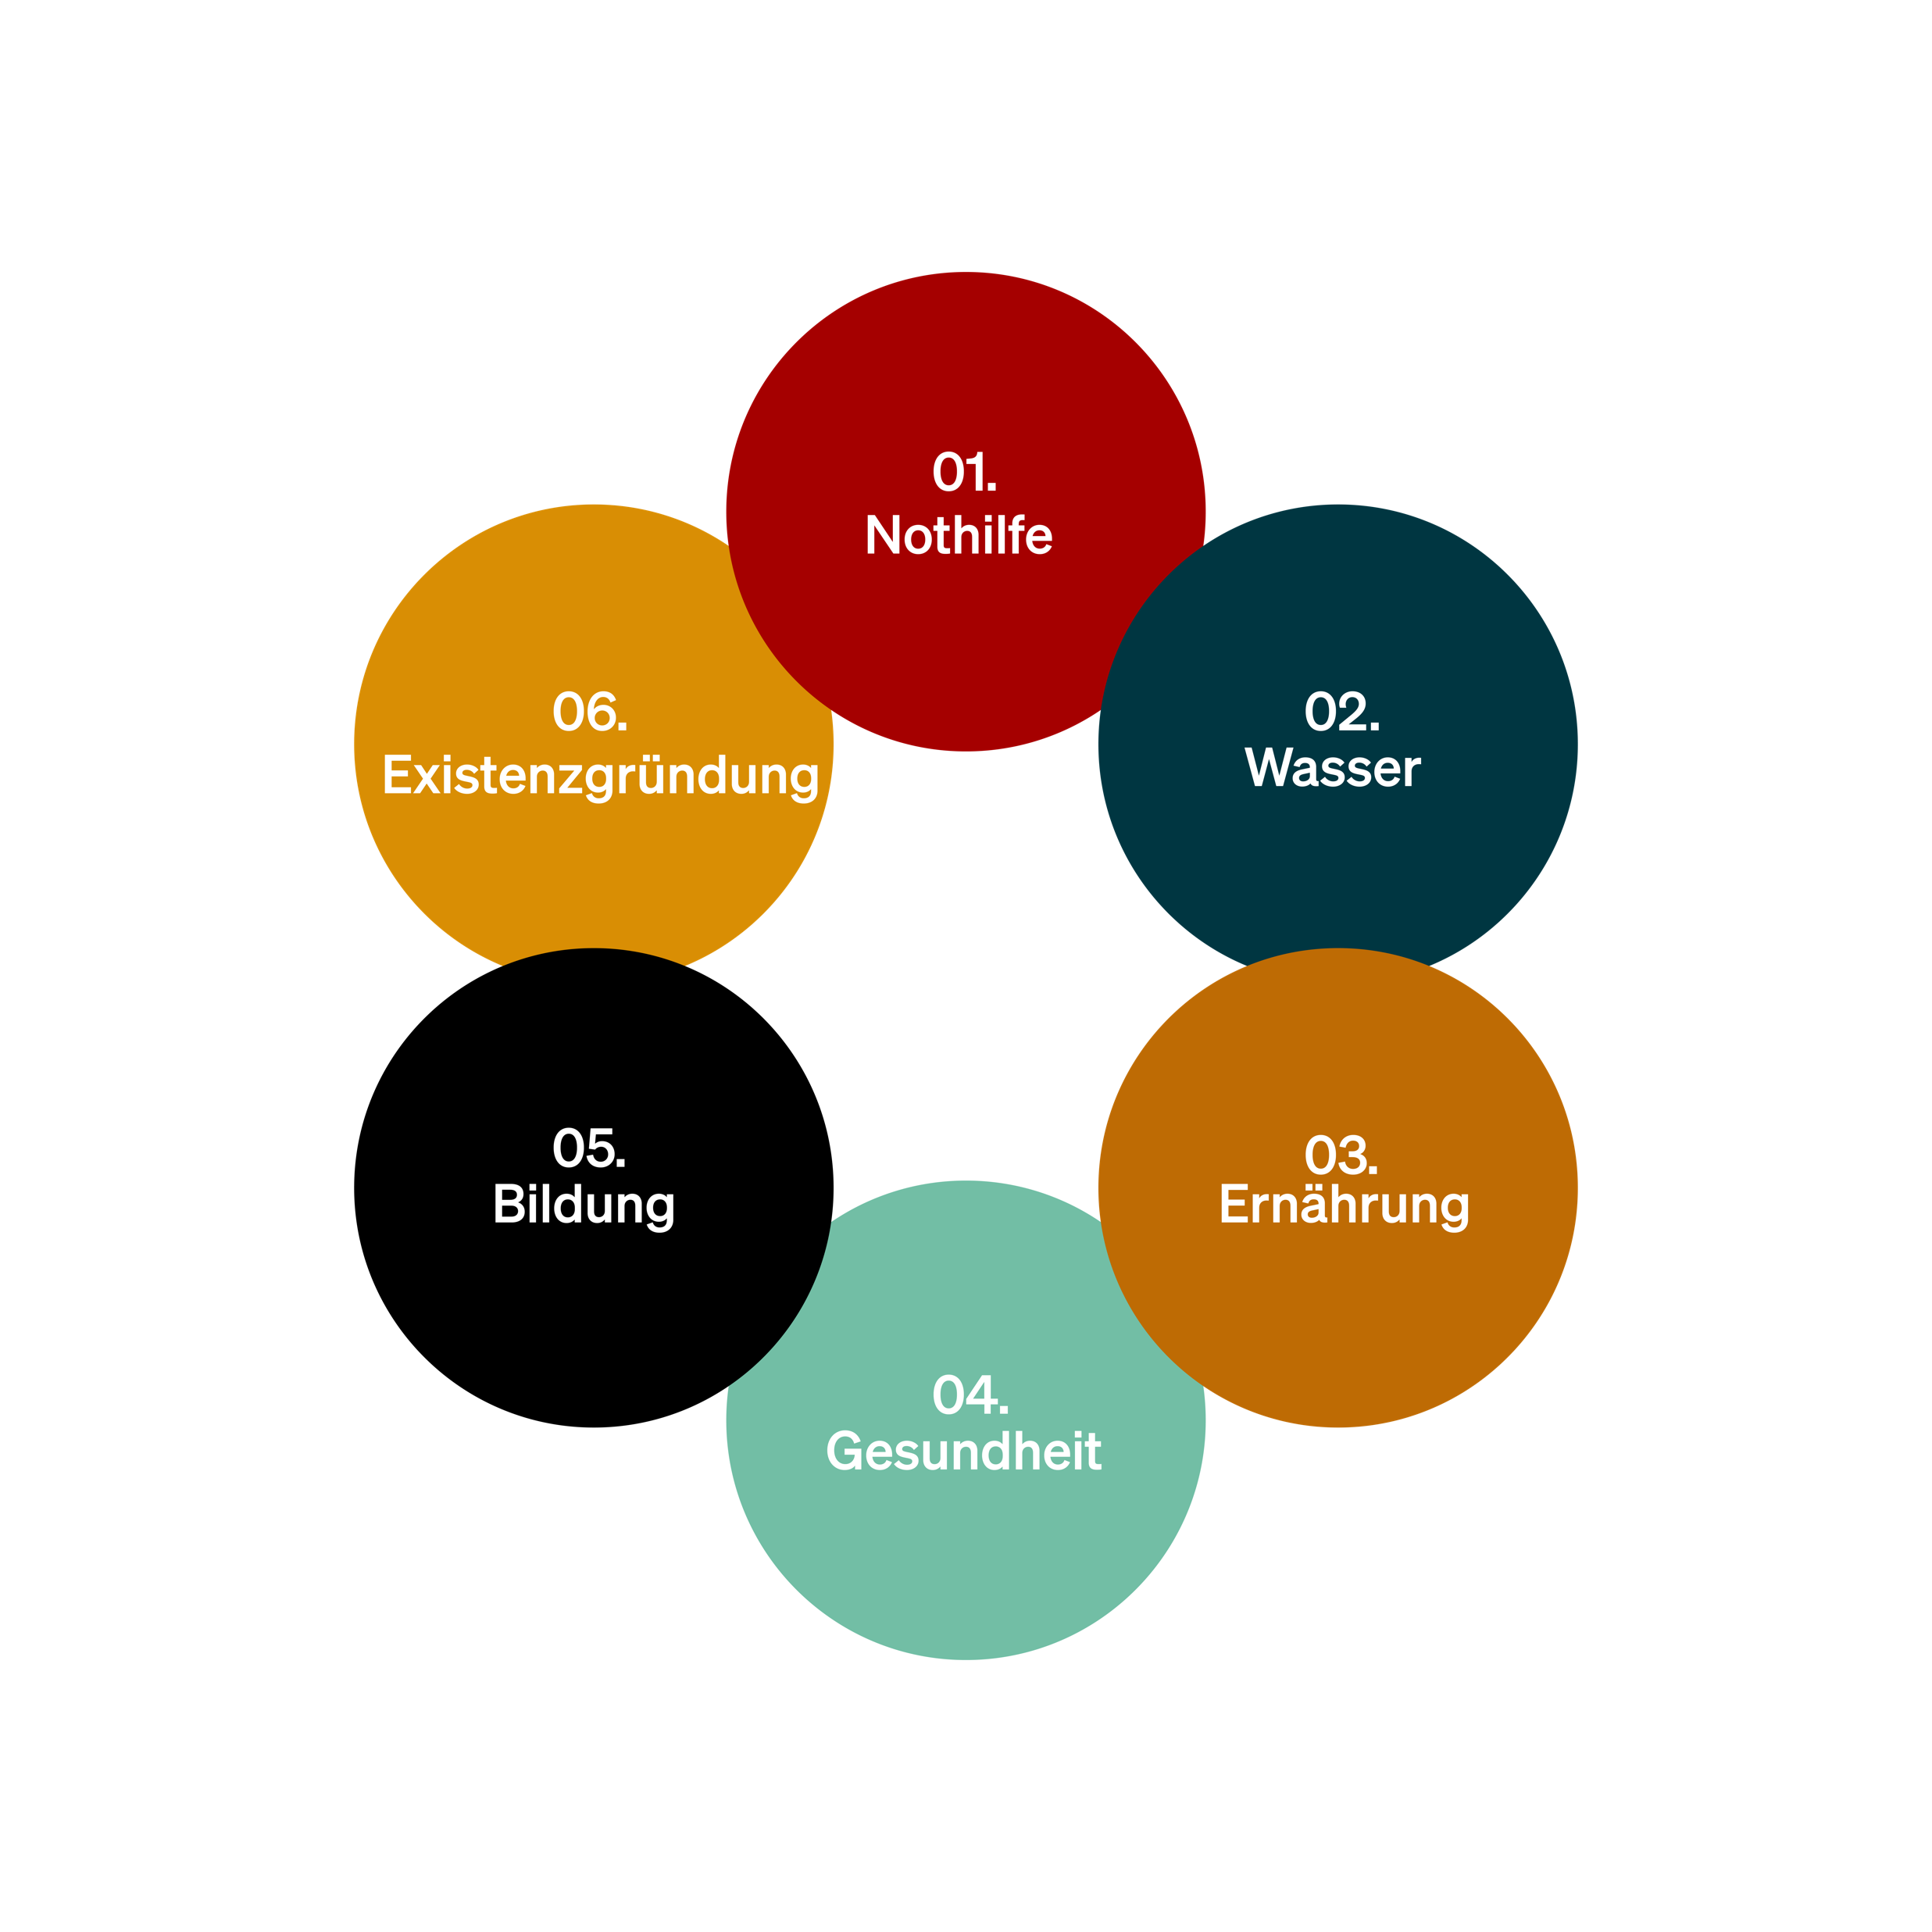 01.
Nothilfe
02.
Wasser
03.
Ernährung
04.
Gesundheit
05.
Bildung
06.
Existenzgründung